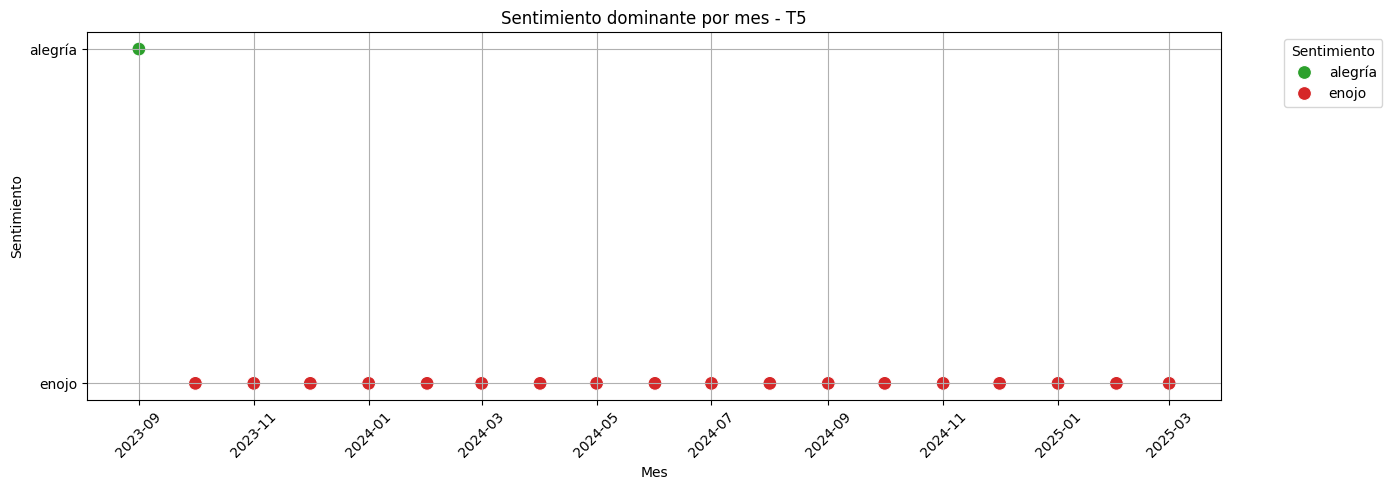 Sentimiento dominante por mes - T5
Sentimiento
alegría
enojo
Sentimiento
alegría
enojo
2023-09
2023-11
2024-01
2024-03
2024-05
2024-07
2024-09
2024-11
2025-01
2025-03
Mes